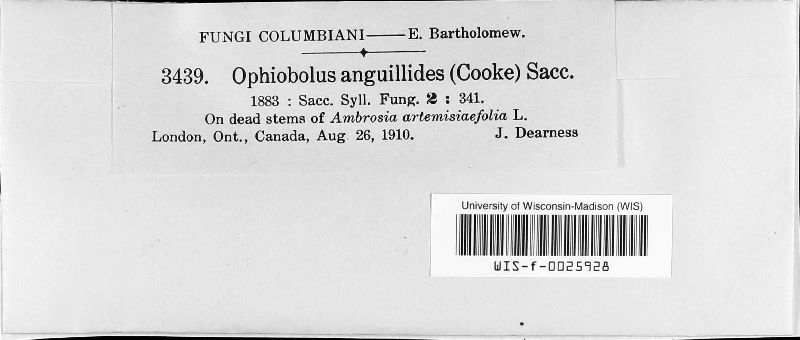 FUNGI COLUMBIANI—E. Bartholomew.
3439. Ophiobolus anguillides (Cooke) Sacc.
1883 : Sacc. Syll. Fung. 2 : 341.
On dead stems of Ambrosia artemisiaefolia L.
London, Ont., Canada, Aug. 26, 1910. J. Dearness
University of Wisconsin-Madison (WIS)
WIS-f-0025928